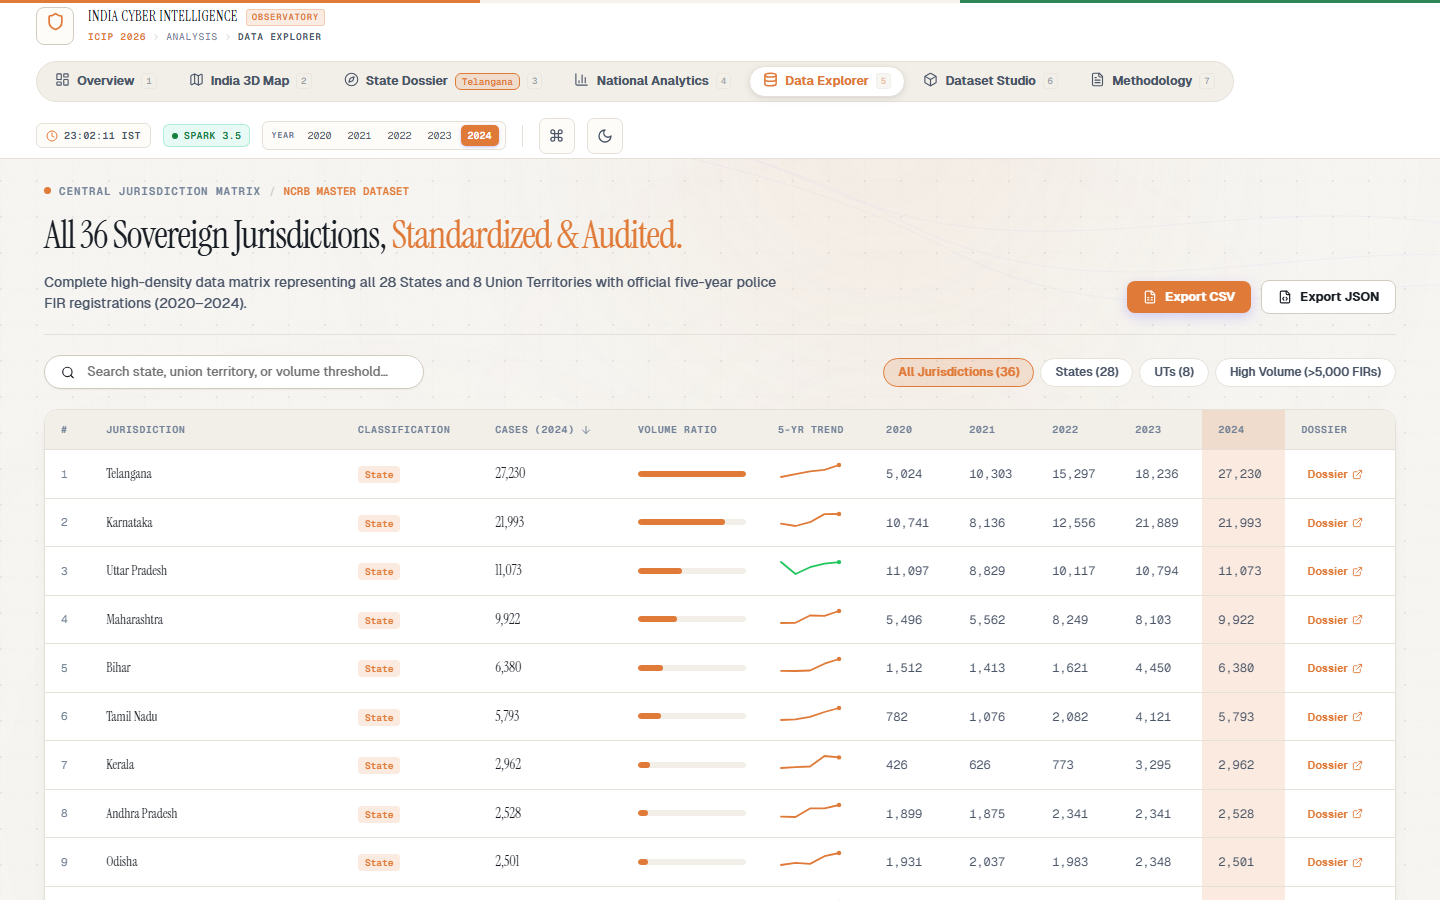 INDIA CYBER INTELLIGENCE OBSERVATORY
ICIP 2026 › ANALYSIS › DATA EXPLORER
Overview 1 India 3D Map 2 State Dossier Telangana 3 National Analytics 4 Data Explorer 5 Dataset Studio 6 Methodology 7
23:02:11 IST SPARK 3.5 YEAR 2020 2021 2022 2023 2024
CENTRAL JURISDICTION MATRIX / NCRB MASTER DATASET
All 36 Sovereign Jurisdictions, Standardized & Audited.
Complete high-density data matrix representing all 28 States and 8 Union Territories with official five-year police
FIR registrations (2020–2024).
Export CSV Export JSON
Search state, union territory, or volume threshold...
All Jurisdictions (36) States (28) UTs (8) High Volume (>5,000 FIRs)
# JURISDICTION CLASSIFICATION CASES (2024) ↓ VOLUME RATIO 5-YR TREND 2020 2021 2022 2023 2024 DOSSIER
1 Telangana State 27,230 5,024 10,303 15,297 18,236 27,230 Dossier
2 Karnataka State 21,993 10,741 8,136 12,556 21,889 21,993 Dossier
3 Uttar Pradesh State 11,073 11,097 8,829 10,117 10,794 11,073 Dossier
4 Maharashtra State 9,922 5,496 5,562 8,249 8,103 9,922 Dossier
5 Bihar State 6,380 1,512 1,413 1,621 4,450 6,380 Dossier
6 Tamil Nadu State 5,793 782 1,076 2,082 4,121 5,793 Dossier
7 Kerala State 2,962 426 626 773 3,295 2,962 Dossier
8 Andhra Pradesh State 2,528 1,899 1,875 2,341 2,341 2,528 Dossier
9 Odisha State 2,501 1,931 2,037 1,983 2,348 2,501 Dossier